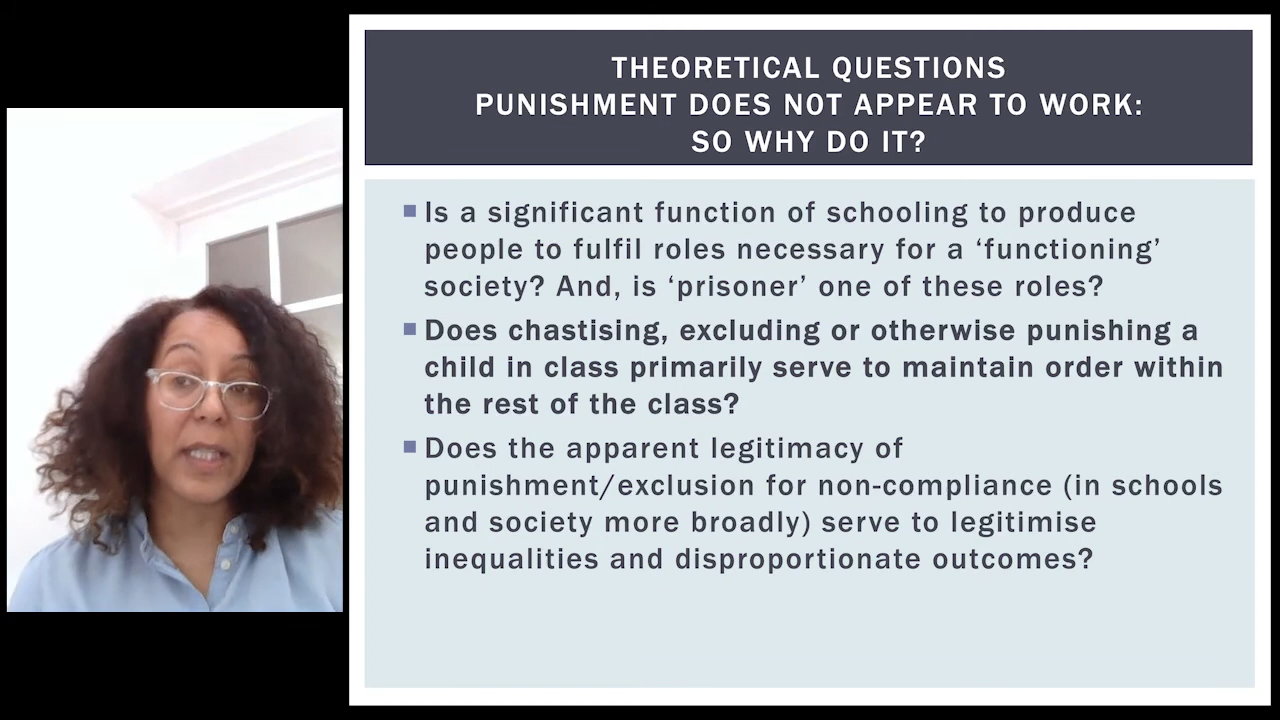 THEORETICAL QUESTIONS
PUNISHMENT DOES NOT APPEAR TO WORK:
SO WHY DO IT?
Is a significant function of schooling to produce
people to fulfil roles necessary for a ‘functioning’
society? And, is ‘prisoner’ one of these roles?
Does chastising, excluding or otherwise punishing a
child in class primarily serve to maintain order within
the rest of the class?
Does the apparent legitimacy of
punishment/exclusion for non-compliance (in schools
and society more broadly) serve to legitimise
inequalities and disproportionate outcomes?